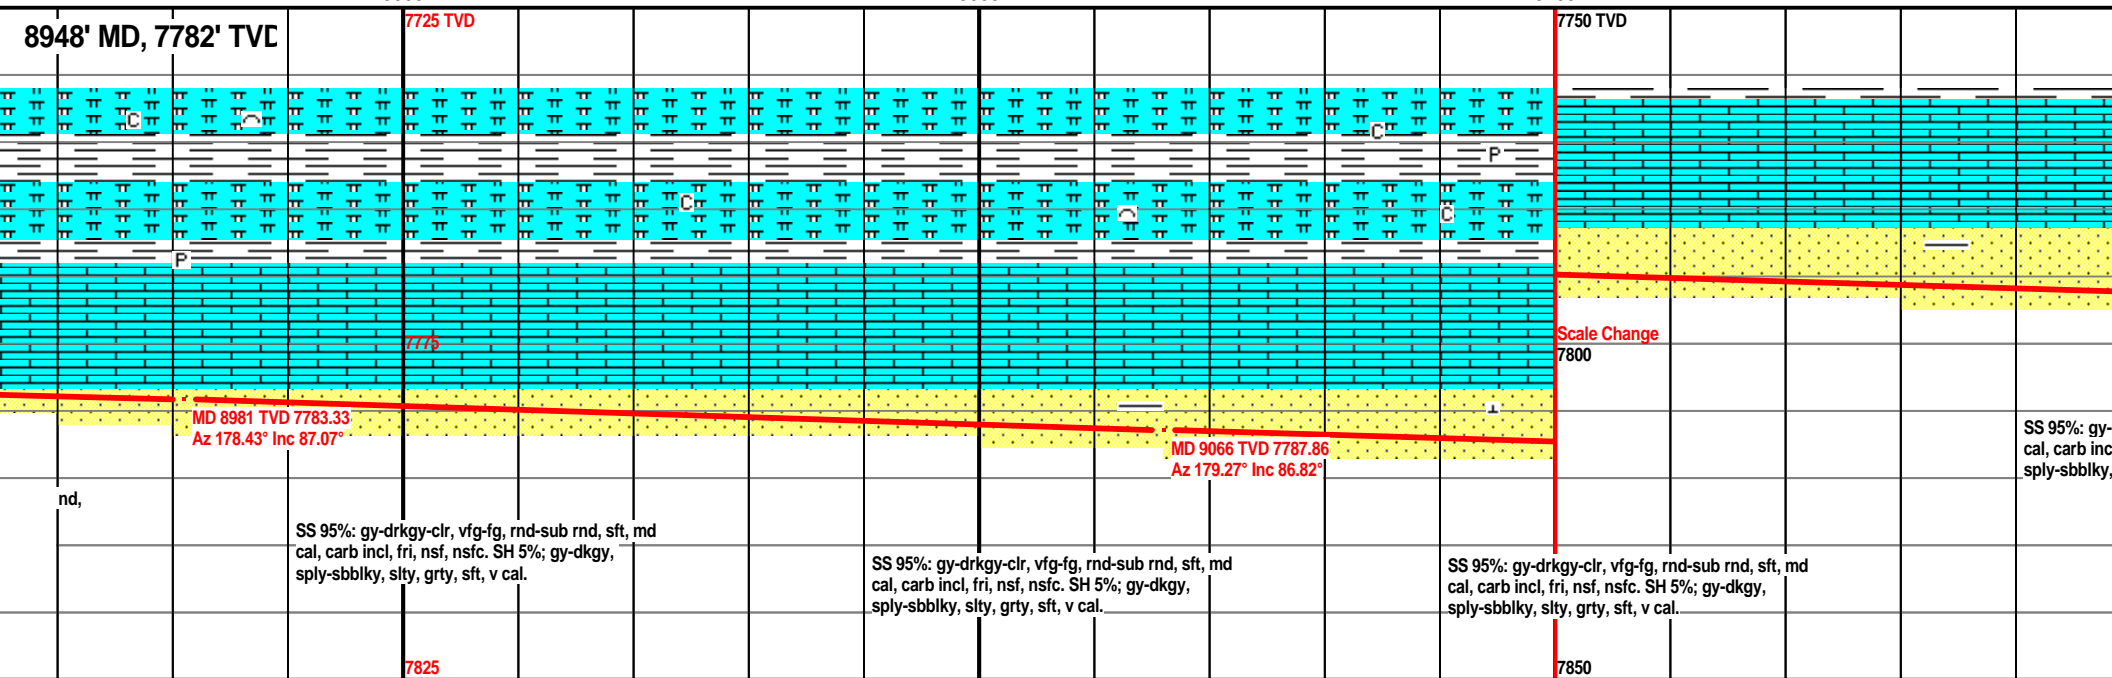 7725 TVD
7750 TVD
8948' MD, 7782' TVD
C
C
P
C
C
C
P
7775
Scale Change
7800
MD 8981 TVD 7783.33
Az 178.43° Inc 87.07°
MD 9066 TVD 7787.86
Az 179.27° Inc 86.82°
SS 95%: gy-
cal, carb inc
sply-sbblky,
nd,
SS 95%: gy-drkgy-clr, vfg-fg, rnd-sub rnd, sft, md
cal, carb incl, fri, nsf, nsfc. SH 5%; gy-dkgy,
sply-sbblky, slty, grty, sft, v cal.
SS 95%: gy-drkgy-clr, vfg-fg, rnd-sub rnd, sft, md
cal, carb incl, fri, nsf, nsfc. SH 5%; gy-dkgy,
sply-sbblky, slty, grty, sft, v cal.
SS 95%: gy-drkgy-clr, vfg-fg, rnd-sub rnd, sft, md
cal, carb incl, fri, nsf, nsfc. SH 5%; gy-dkgy,
sply-sbblky, slty, grty, sft, v cal.
7825
7850